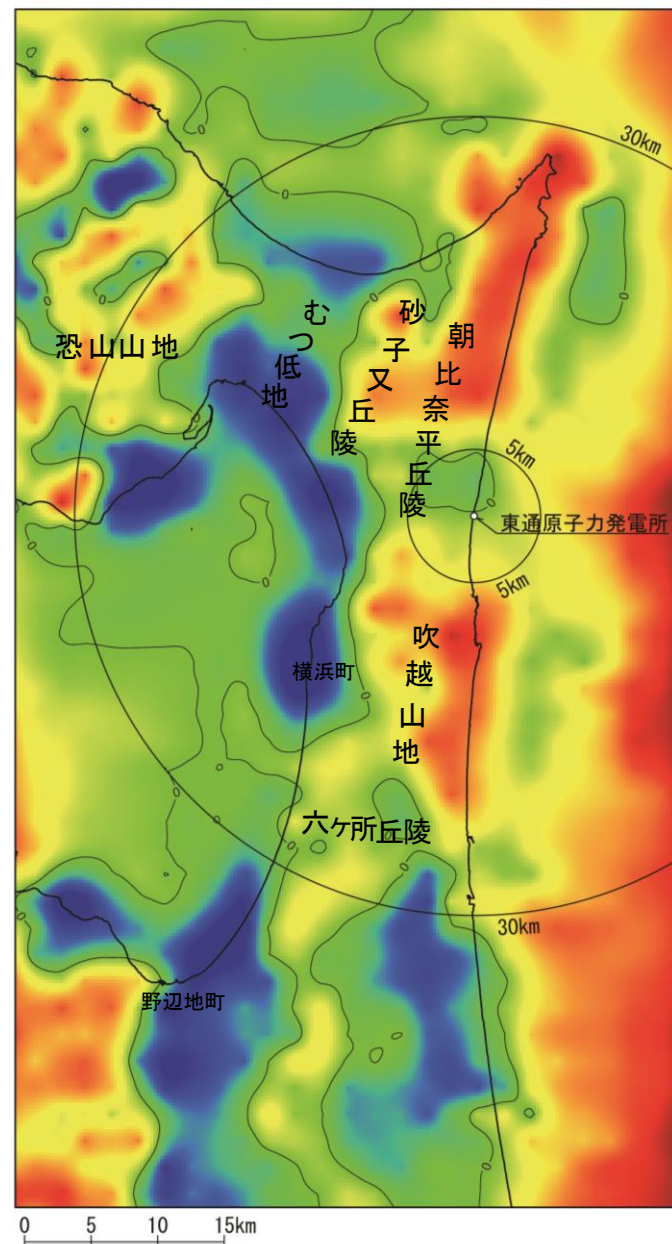 30km
恐山山地
むつ低地
砂子又丘陵
朝比奈平丘陵
5km
東通原子力発電所
5km
吹越山地
横浜町
六ヶ所丘陵
30km
野辺地町
0 5 10 15km